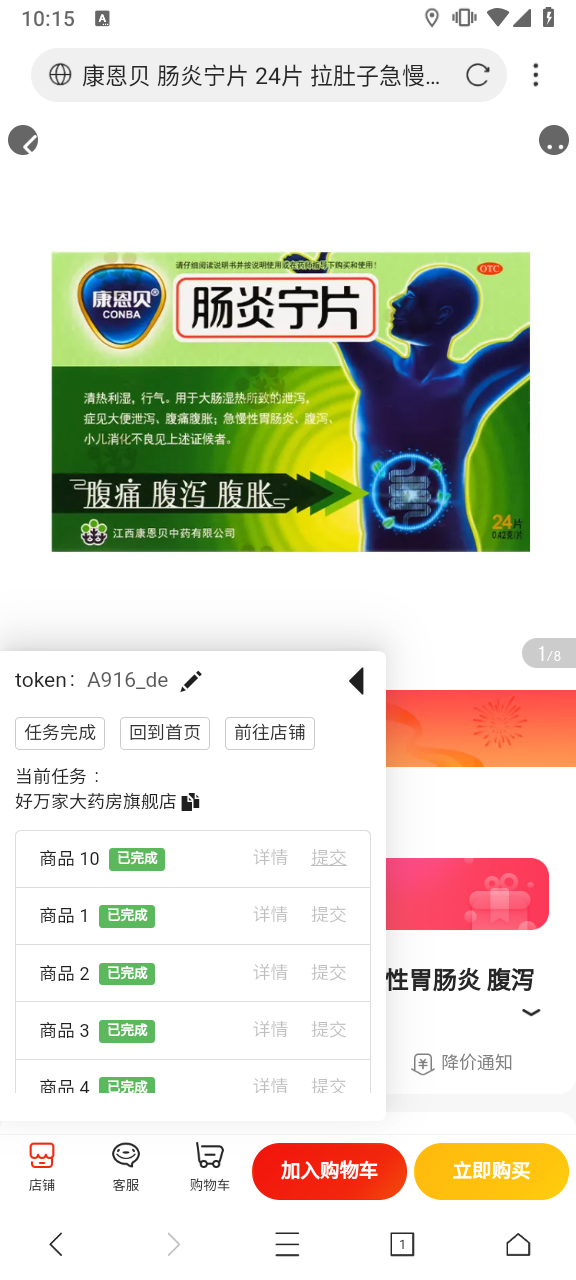 10:15
康恩贝 肠炎宁片 24片 拉肚子急慢...
请仔细阅读说明书并按说明使用或在药师指导下购买和使用!
OTC
康恩贝®
CONBA
肠炎宁片
清热利湿，行气。用于大肠湿热所致的泄泻，
症见大便泄泻、腹痛腹胀；急慢性胃肠炎、腹泻、
小儿消化不良见上述证候者。
腹痛 腹泻 腹胀
24片
0.42克/片
江西康恩贝中药有限公司
1/8
token： A916_de
任务完成 回到首页 前往店铺
当前任务：
好万家大药房旗舰店
商品 10 已完成 详情 提交
商品 1 已完成 详情 提交
商品 2 已完成 详情 提交
商品 3 已完成 详情 提交
商品 4 已完成 详情 提交
性胃肠炎 腹泻
降价通知
店铺 客服 购物车 加入购物车 立即购买
1